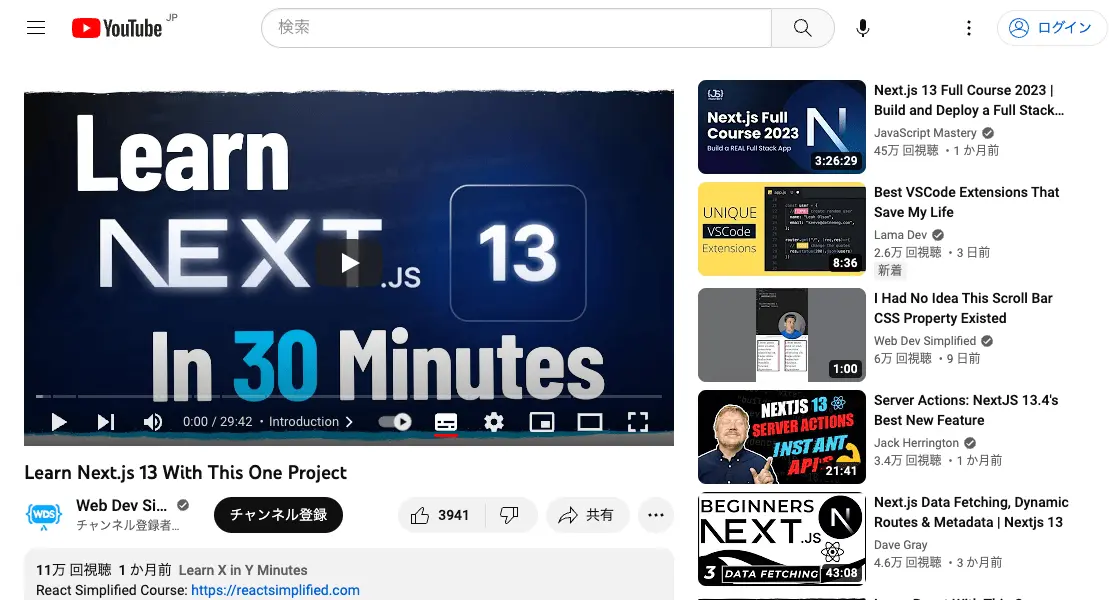 YouTube JP
検索
ログイン
Learn
NEXT.JS 13
In 30 Minutes
0:00 / 29:42 • Introduction
Learn Next.js 13 With This One Project
WDS
Web Dev Si...
チャンネル登録者...
チャンネル登録
3941
共有
11万 回視聴 1 か月前 Learn X in Y Minutes
React Simplified Course: https://reactsimplified.com
Next.js Full
Course 2023
Build a REAL Full Stack App
3:26:29
Next.js 13 Full Course 2023 |
Build and Deploy a Full Stack...
JavaScript Mastery
45万 回視聴 ・1 か月前
UNIQUE
VSCode
Extensions
8:36
Best VSCode Extensions That
Save My Life
Lama Dev
2.6万 回視聴 ・3 日前
新着
1:00
I Had No Idea This Scroll Bar
CSS Property Existed
Web Dev Simplified
6万 回視聴 ・9 日前
NEXTJS 13
SERVER ACTIONS
INSTANT
API'S
21:41
Server Actions: NextJS 13.4's
Best New Feature
Jack Herrington
3.4万 回視聴 ・1 か月前
BEGINNERS
NEXT.JS
3 DATA FETCHING
43:08
Next.js Data Fetching, Dynamic
Routes & Metadata | Nextjs 13
Dave Gray
4.6万 回視聴 ・3 か月前